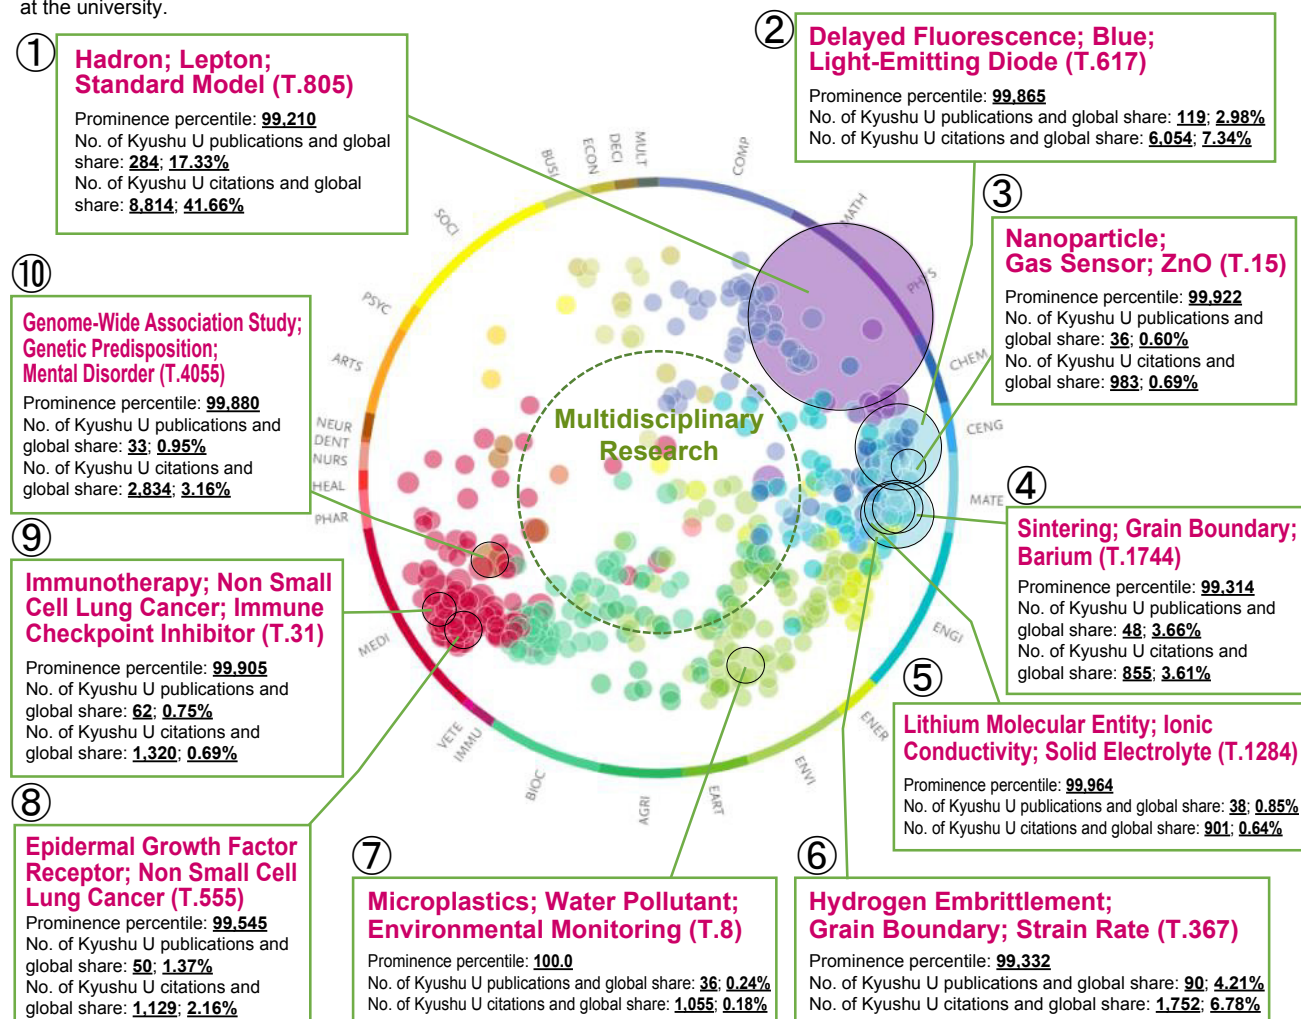 at the university.
①
Hadron; Lepton;
Standard Model (T.805)
Prominence percentile: 99,210
No. of Kyushu U publications and global
share: 284; 17.33%
No. of Kyushu U citations and global
share: 8,814; 41.66%
②
Delayed Fluorescence; Blue;
Light-Emitting Diode (T.617)
Prominence percentile: 99,865
No. of Kyushu U publications and global share: 119; 2.98%
No. of Kyushu U citations and global share: 6,054; 7.34%
③
Nanoparticle;
Gas Sensor; ZnO (T.15)
Prominence percentile: 99,922
No. of Kyushu U publications and
global share: 36; 0.60%
No. of Kyushu U citations and
global share: 983; 0.69%
④
Sintering; Grain Boundary;
Barium (T.1744)
Prominence percentile: 99,314
No. of Kyushu U publications and
global share: 48; 3.66%
No. of Kyushu U citations and
global share: 855; 3.61%
⑤
Lithium Molecular Entity; Ionic
Conductivity; Solid Electrolyte (T.1284)
Prominence percentile: 99,964
No. of Kyushu U publications and global share: 38; 0.85%
No. of Kyushu U citations and global share: 901; 0.64%
⑥
Hydrogen Embrittlement;
Grain Boundary; Strain Rate (T.367)
Prominence percentile: 99,332
No. of Kyushu U publications and global share: 90; 4.21%
No. of Kyushu U citations and global share: 1,752; 6.78%
⑦
Microplastics; Water Pollutant;
Environmental Monitoring (T.8)
Prominence percentile: 100.0
No. of Kyushu U publications and global share: 36; 0.24%
No. of Kyushu U citations and global share: 1,055; 0.18%
⑧
Epidermal Growth Factor
Receptor; Non Small Cell
Lung Cancer (T.555)
Prominence percentile: 99,545
No. of Kyushu U publications and
global share: 50; 1.37%
No. of Kyushu U citations and
global share: 1,129; 2.16%
⑨
Immunotherapy; Non Small
Cell Lung Cancer; Immune
Checkpoint Inhibitor (T.31)
Prominence percentile: 99,905
No. of Kyushu U publications and
global share: 62; 0.75%
No. of Kyushu U citations and
global share: 1,320; 0.69%
⑩
Genome-Wide Association Study;
Genetic Predisposition;
Mental Disorder (T.4055)
Prominence percentile: 99,880
No. of Kyushu U publications and
global share: 33; 0.95%
No. of Kyushu U citations and
global share: 2,834; 3.16%
Multidisciplinary
Research
COMP
MATH
PHYS
CHEM
CENG
MATE
ENGI
ENER
ENVI
EART
AGRI
BIOC
IMMU
VETE
MEDI
PHAR
HEAL
NURS
DENT
NEUR
ARTS
PSYC
SOCI
BUSI
ECON
DECI
MULT